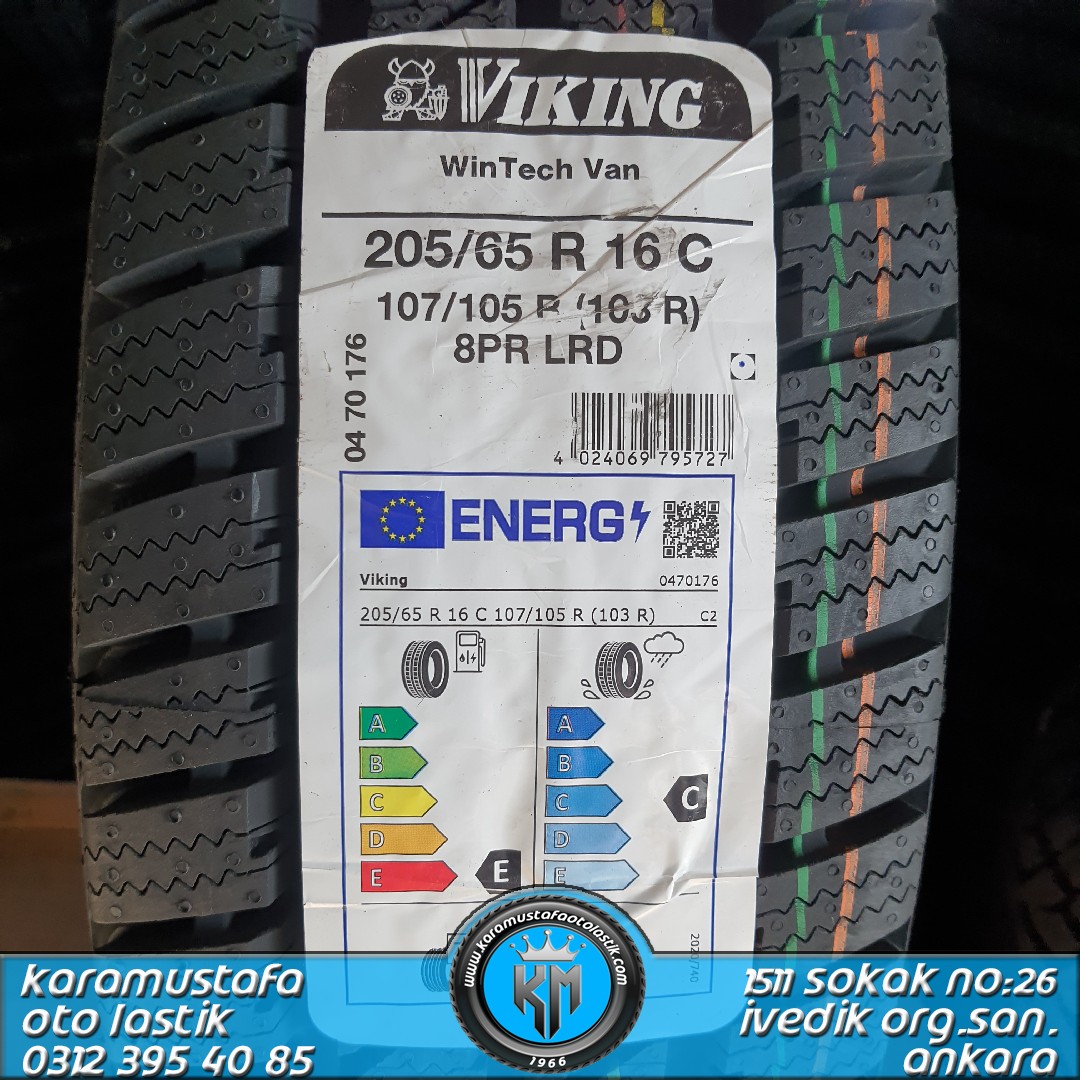 VIKING
WinTech Van
205/65 R 16 C
107/105 R (103 R)
8PR LRD
04 70 176
4 024069 795727
ENERG
Viking 0470176
205/65 R 16 C 107/105 R (103 R) C2
A A
B B
C C C
D D
E E E
2020/740
www.karamustafaotolastik.com
KM
1966
karamustafa
oto lastik
0312 395 40 85
1511 sokak no:26
ivedik org.san.
ankara